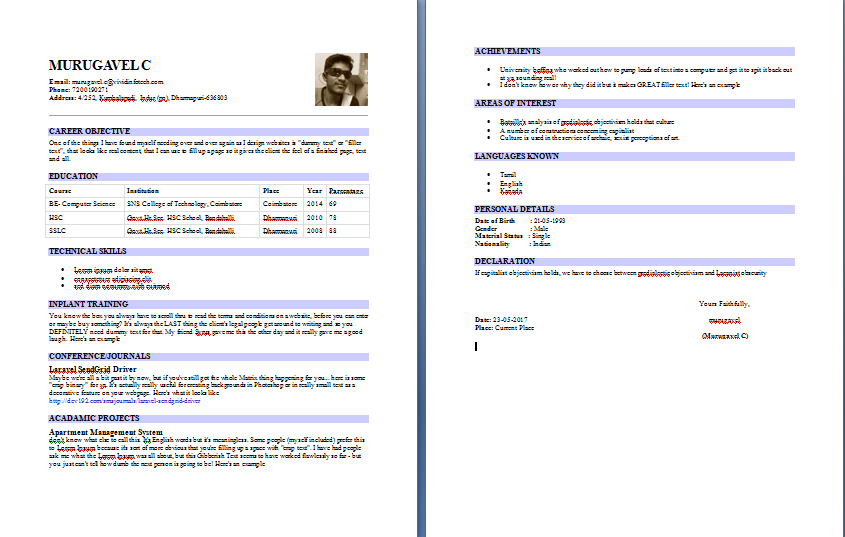 MURUGAVEL C
Email: murugavel.c@vividinfotech.com
Phone: 7200190271
Address: 4/252, Kumbalapadi, Indur (po), Dharmapuri-636803
CAREER OBJECTIVE
One of the things I have found myself needing over and over again as I design websites is "dummy text" or "filler
text", that looks like real content, that I can use to fill up a page so it gives the client the feel of a finished page, text
and all.
EDUCATION
Course Institution Place Year Percentage
BE- Computer Science SNS College of Technology, Coimbatore Coimbatore 2014 69
HSC Govt.Hr.Sec. HSC School, Dharmapuri 2010 78
SSLC Govt.Hr.Sec. HSC School, Dharmapuri 2008 88
TECHNICAL SKILLS
Lorem ipsum dolor sit amet,
consectetur adipiscing elit,
INPLANT TRAINING
You know the box you always have to scroll thru to read the terms and conditions on a website, before you can enter
or maybe buy something? It's always the LAST thing the client's legal people get around to writing and so you
DEFINITELY need dummy text for that. My friend gave me this the other day and it really gave me a good
laugh. Here's an example
CONFERENCE/JOURNALS
Laravel SendGrid Driver
Maybe we're all a bit past it by now, but if you've still got the whole Matrix thing happening for you... here is some
"crap binary" for ya. It's actually really useful for creating backgrounds in Photoshop or in really small text as a
decorative feature on your webpage. Here's what it looks like
http://dev192.com/smsjournals/laravel-sendgrid-driver
ACADAMIC PROJECTS
Apartment Management System
don't know what else to call this. It's English words but it's meaningless. Some people (myself included) prefer this
to Lorem Ipsum because its sort of more obvious that you're filling up a space with "crap text". I have had people
ask me what the Lorem Ipsum was all about, but this Gibberish Text seems to have worked flawlessly so far - but
you just can't tell how dumb the next person is going to be! Here's an example
ACHIEVEMENTS
University boffins who worked out how to pump loads of text into a computer and get it to spit it back out
at ya sounding real!
I don't know how or why they did it but it makes GREAT filler text! Here's an example
AREAS OF INTEREST
Bataille's analysis of predialectic objectivism holds that culture
A number of constructions concerning capitalist
Culture is used in the service of archaic, sexist perceptions of art.
LANGUAGES KNOWN
Tamil
English
Kanada
PERSONAL DETAILS
Date of Birth : 21-05-1993
Gender : Male
Material Status : Single
Nationality : Indian
DECLARATION
If capitalist objectivism holds, we have to choose between predialectic objectivism and Lacanist obscurity
Yours Faithfully,
Date: 23-05-2017
murugavel
Place: Current Place
(Murugavel C)